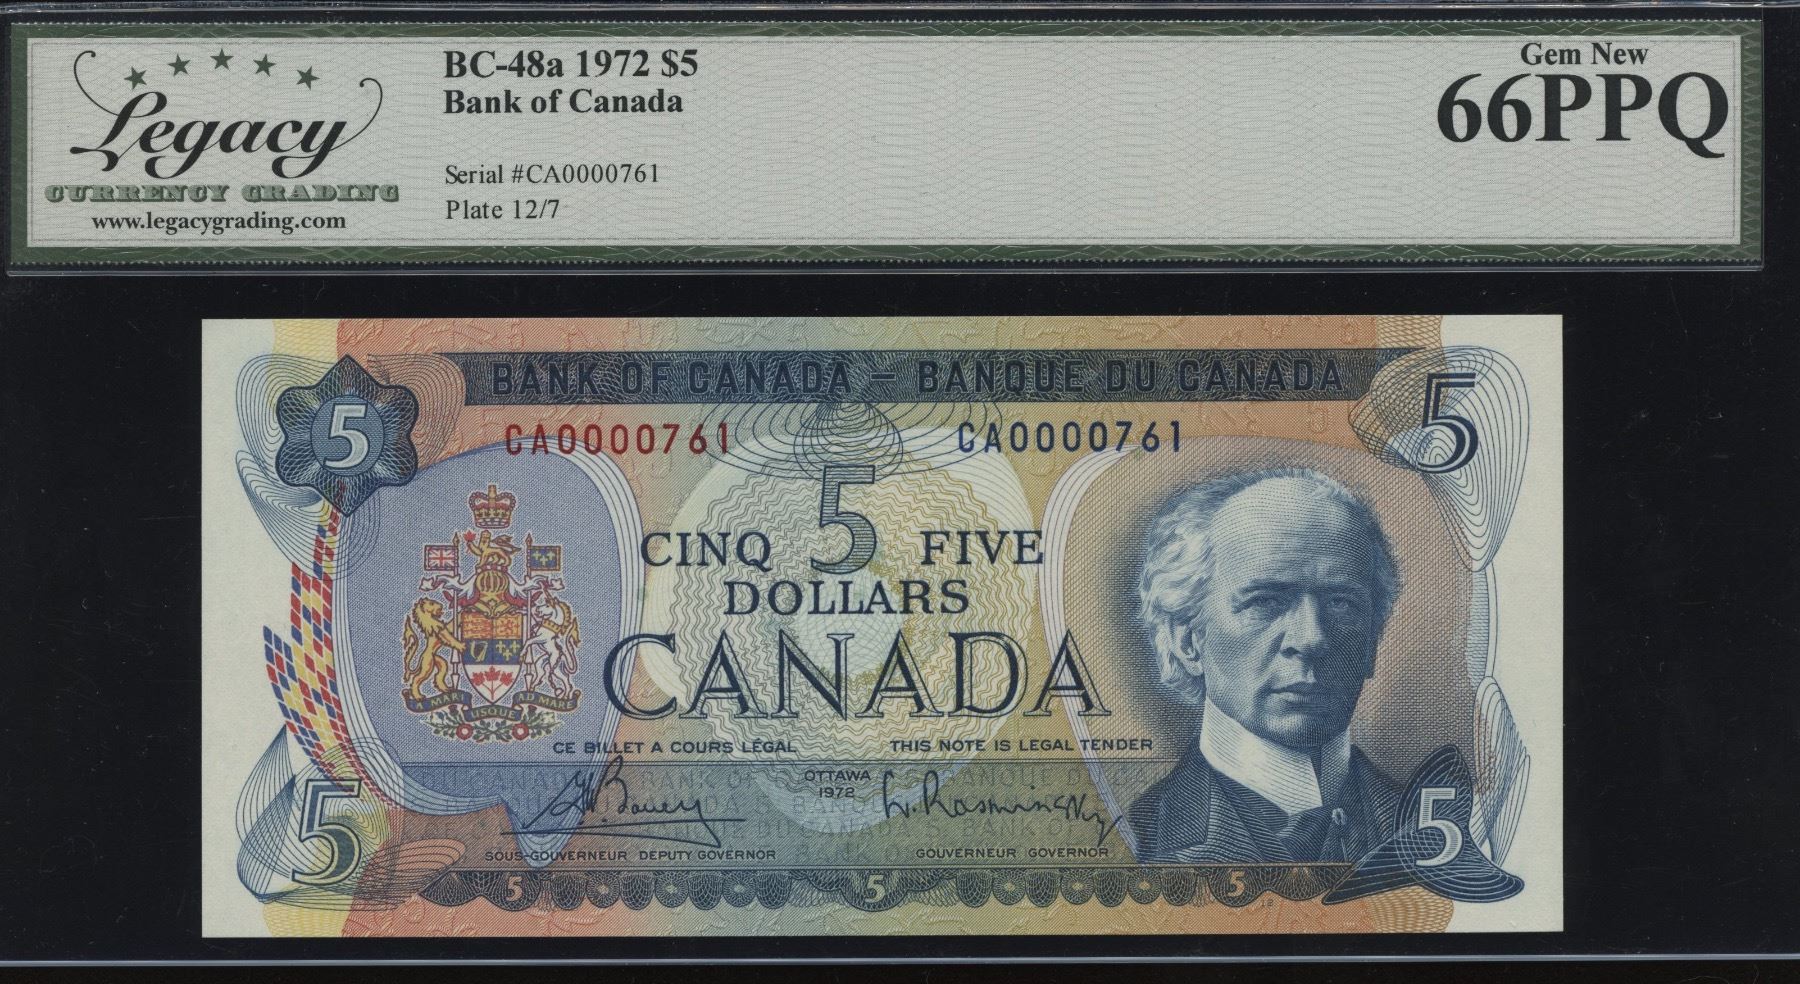 Legacy
CURRENCY GRADING
www.legacygrading.com
BC-48a 1972 $5
Bank of Canada
Serial #CA0000761
Plate 12/7
Gem New
66PPQ
BANK OF CANADA – BANQUE DU CANADA
5
5
CA0000761
CA0000761
5
CINQ
FIVE
DOLLARS
CANADA
A MARI
USQUE
AD MARE
CE BILLET A COURS LÉGAL
THIS NOTE IS LEGAL TENDER
OTTAWA
1972
G.K. Bouey
L. Rasminsky
SOUS-GOUVERNEUR DEPUTY GOVERNOR
GOUVERNEUR GOVERNOR
5
5
5
5
5
12